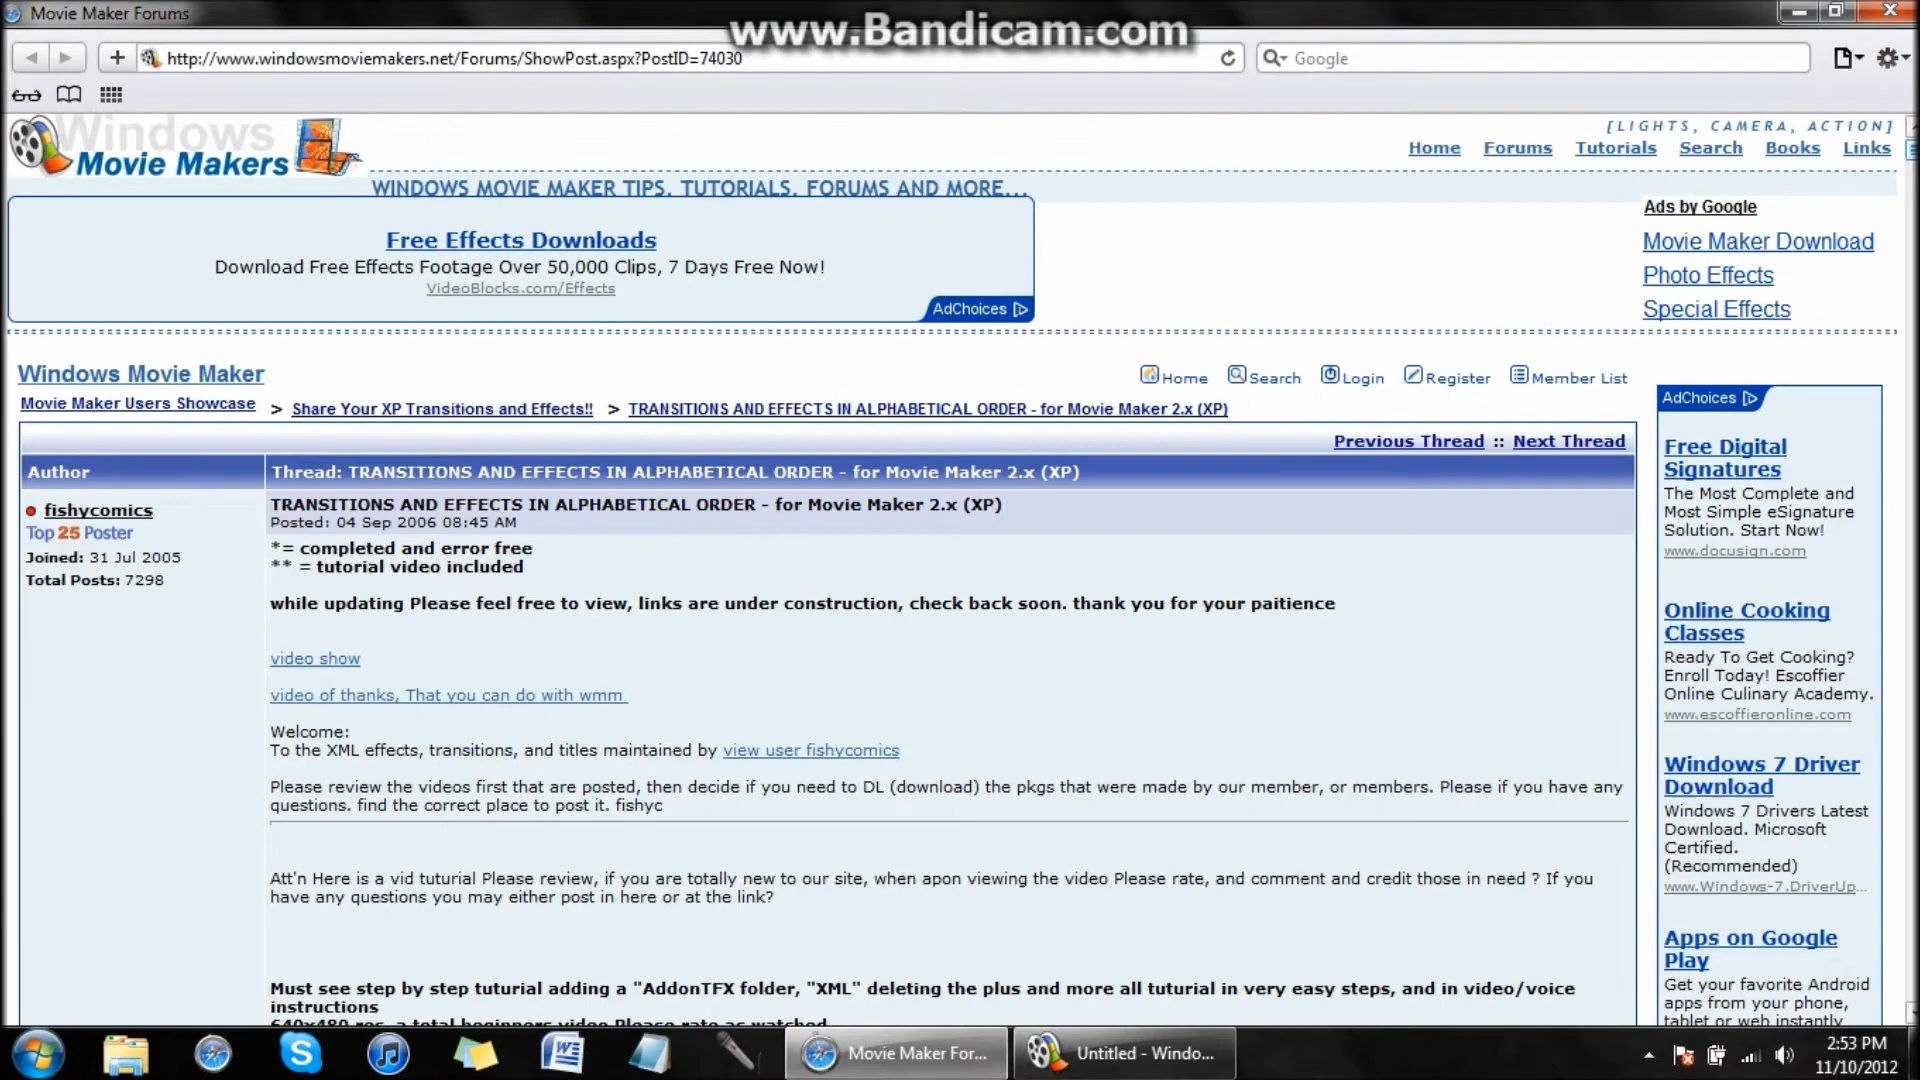 Movie Maker Forums
www.Bandicam.com
http://www.windowsmoviemakers.net/Forums/ShowPost.aspx?PostID=74030
Google
Windows
Movie Makers
[LIGHTS, CAMERA, ACTION]
Home Forums Tutorials Search Books Links
WINDOWS MOVIE MAKER TIPS, TUTORIALS, FORUMS AND MORE...
Free Effects Downloads
Download Free Effects Footage Over 50,000 Clips, 7 Days Free Now!
VideoBlocks.com/Effects
AdChoices
Ads by Google
Movie Maker Download
Photo Effects
Special Effects
Windows Movie Maker
Home Search Login Register Member List
Movie Maker Users Showcase > Share Your XP Transitions and Effects!! > TRANSITIONS AND EFFECTS IN ALPHABETICAL ORDER - for Movie Maker 2.x (XP)
Previous Thread :: Next Thread
Author
Thread: TRANSITIONS AND EFFECTS IN ALPHABETICAL ORDER - for Movie Maker 2.x (XP)
fishycomics
Top 25 Poster
Joined: 31 Jul 2005
Total Posts: 7298
TRANSITIONS AND EFFECTS IN ALPHABETICAL ORDER - for Movie Maker 2.x (XP)
Posted: 04 Sep 2006 08:45 AM
*= completed and error free
** = tutorial video included
while updating Please feel free to view, links are under construction, check back soon. thank you for your paitience
video show
video of thanks, That you can do with wmm
Welcome:
To the XML effects, transitions, and titles maintained by view user fishycomics
Please review the videos first that are posted, then decide if you need to DL (download) the pkgs that were made by our member, or members. Please if you have any
questions. find the correct place to post it. fishyc
Att'n Here is a vid tuturial Please review, if you are totally new to our site, when apon viewing the video Please rate, and comment and credit those in need ? If you
have any questions you may either post in here or at the link?
Must see step by step tuturial adding a "AddonTFX folder, "XML" deleting the plus and more all tutorial in very easy steps, and in video/voice
instructions
640x480 res. a total beginners video Please rate as watched
AdChoices
Free Digital
Signatures
The Most Complete and
Most Simple eSignature
Solution. Start Now!
www.docusign.com
Online Cooking
Classes
Ready To Get Cooking?
Enroll Today! Escoffier
Online Culinary Academy.
www.escoffieronline.com
Windows 7 Driver
Download
Windows 7 Drivers Latest
Download. Microsoft
Certified.
(Recommended)
www.Windows-7.DriverUp...
Apps on Google
Play
Get your favorite Android
apps from your phone,
tablet or web instantly
Movie Maker For...
Untitled - Windo...
2:53 PM
11/10/2012